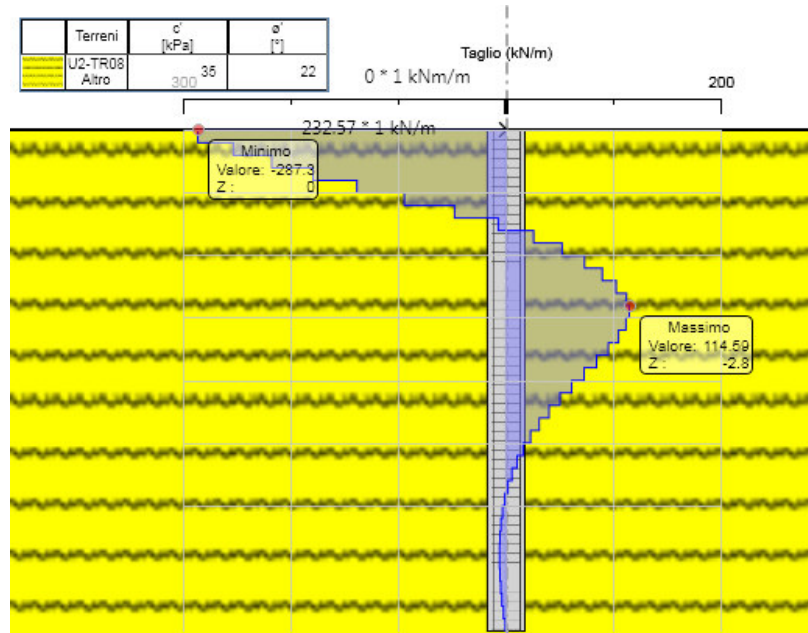 Terreni c' ø'
[kPa] [°]
U2-TR08 35 22
Altro
Taglio (kN/m)
300 0 * 1 kNm/m 200
232.57 * 1 kN/m
Minimo
Valore: -287.3
Z : 0
Massimo
Valore: 114.59
Z : -2.8